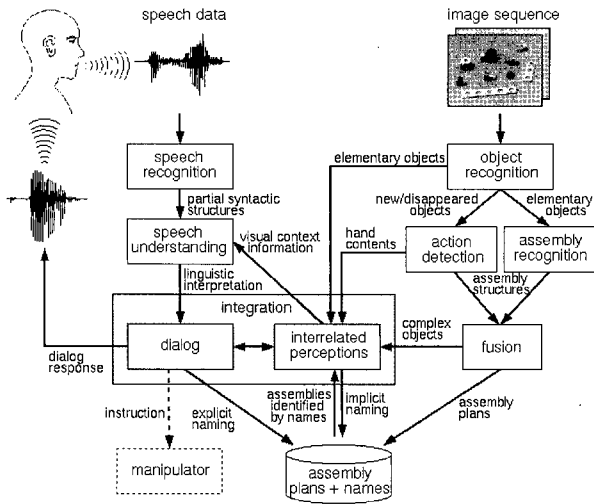 speech data
image sequence
speech
recognition
elementary objects
object
recognition
partial syntactic
structures
new/disappeared
objects
elementary
objects
speech
understanding
visual context
information
hand
contents
action
detection
assembly
recognition
linguistic
interpretation
assembly
structures
integration
dialog
interrelated
perceptions
complex
objects
fusion
dialog
response
instruction
explicit
naming
assemblies
identified
by names
implicit
naming
assembly
plans
manipulator
assembly
plans + names